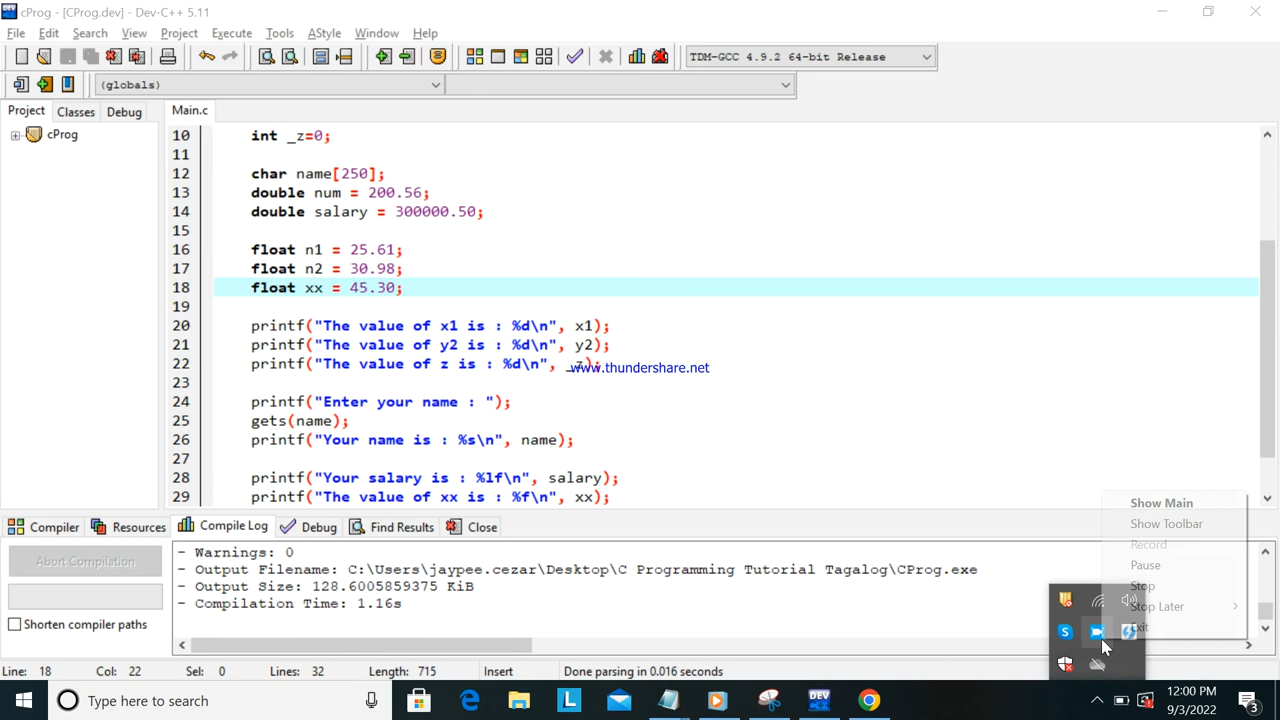 cProg - [CProg.dev] - Dev-C++ 5.11
File Edit Search View Project Execute Tools AStyle Window Help
TDM-GCC 4.9.2 64-bit Release
(globals)
Project Classes Debug Main.c
cProg
10 int _z=0;
11
12 char name[250];
13 double num = 200.56;
14 double salary = 300000.50;
15
16 float n1 = 25.61;
17 float n2 = 30.98;
18 float xx = 45.30;
19
20 printf("The value of x1 is : %d\n", x1);
21 printf("The value of y2 is : %d\n", y2);
22 printf("The value of z is : %d\n", _z);
www.thundershare.net
23
24 printf("Enter your name : ");
25 gets(name);
26 printf("Your name is : %s\n", name);
27
28 printf("Your salary is : %lf\n", salary);
29 printf("The value of xx is : %f\n", xx);
Compiler Resources Compile Log Debug Find Results Close
Abort Compilation
Shorten compiler paths
- Warnings: 0
- Output Filename: C:\Users\jaypee.cezar\Desktop\C Programming Tutorial Tagalog\CProg.exe
- Output Size: 128.6005859375 KiB
- Compilation Time: 1.16s
Show Main
Show Toolbar
Record
Pause
Stop
Stop Later
Exit
Line: 18 Col: 22 Sel: 0 Lines: 32 Length: 715 Insert Done parsing in 0.016 seconds
Type here to search
L
DEV
12:00 PM
9/3/2022
3